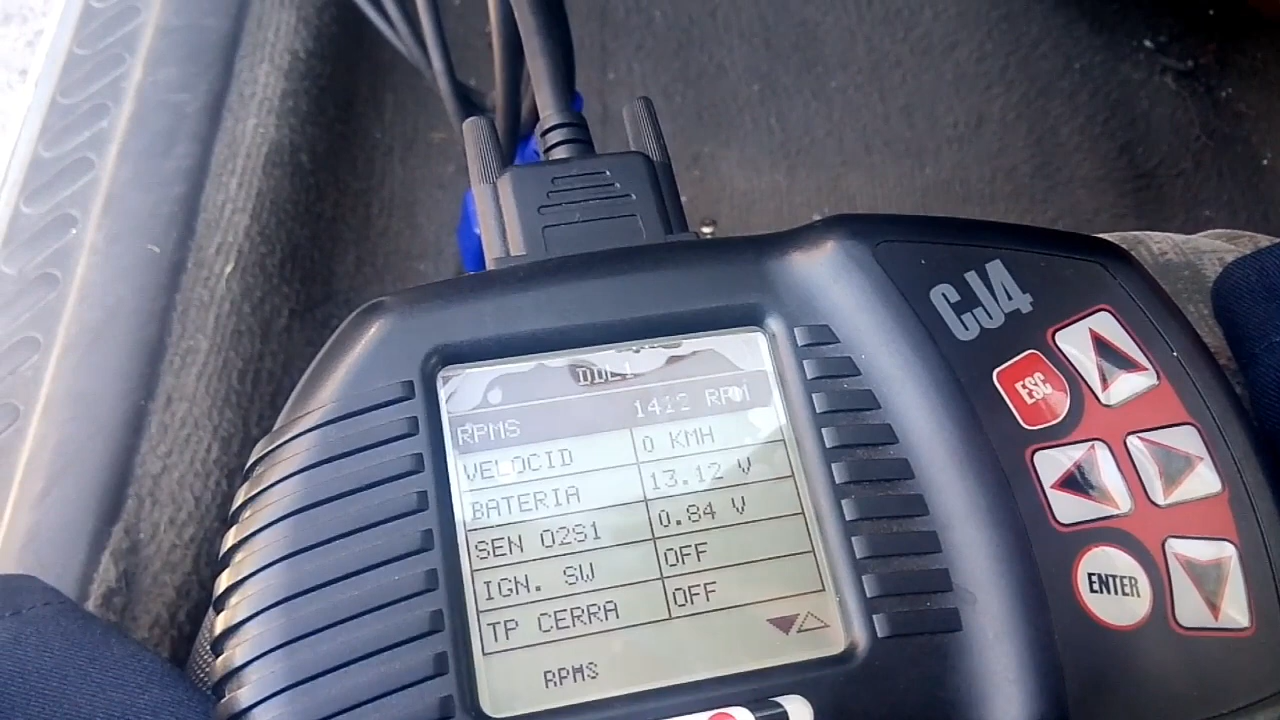 CJ4
ESC
ENTER
DDL1
RPMS 1412 RPM
VELOCID 0 KMH
BATERIA 13.12 V
SEN O2S1 0.84 V
IGN. SW OFF
TP CERRA OFF
RPMS